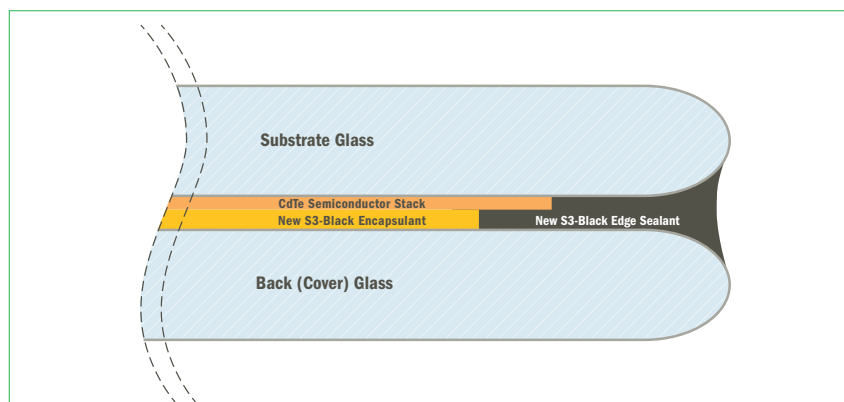 Substrate Glass
CdTe Semiconductor Stack
New S3-Black Encapsulant
New S3-Black Edge Sealant
Back (Cover) Glass